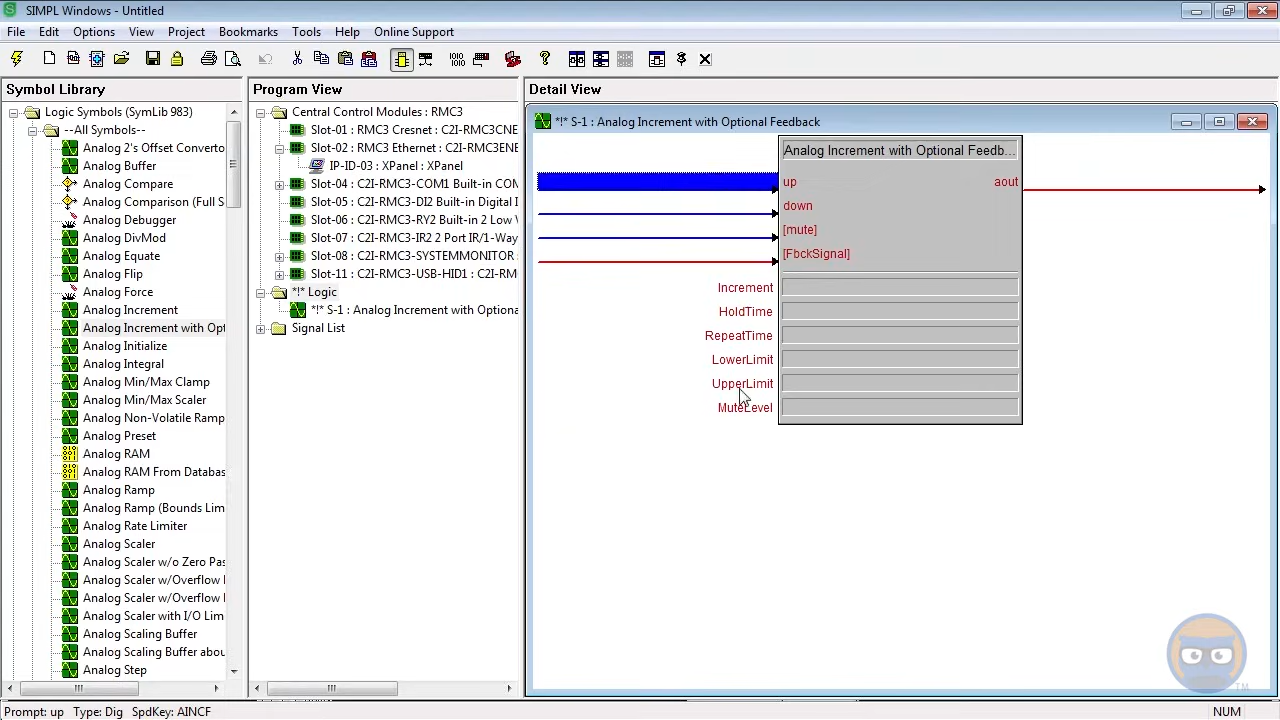 SIMPL Windows - Untitled
File Edit Options View Project Bookmarks Tools Help Online Support
Symbol Library
Logic Symbols (SymLib 983)
--All Symbols--
Analog 2's Offset Converto
Analog Buffer
Analog Compare
Analog Comparison (Full S
Analog Debugger
Analog DivMod
Analog Equate
Analog Flip
Analog Force
Analog Increment
Analog Increment with Opt
Analog Initialize
Analog Integral
Analog Min/Max Clamp
Analog Min/Max Scaler
Analog Non-Volatile Ramp
Analog Preset
Analog RAM
Analog RAM From Databas
Analog Ramp
Analog Ramp (Bounds Lim
Analog Rate Limiter
Analog Scaler
Analog Scaler w/o Zero Pas
Analog Scaler w/Overflow
Analog Scaler w/Overflow
Analog Scaler with I/O Lim
Analog Scaling Buffer
Analog Scaling Buffer abou
Analog Step
Program View
Central Control Modules : RMC3
Slot-01 : RMC3 Cresnet : C2I-RMC3CNE
Slot-02 : RMC3 Ethernet : C2I-RMC3ENE
IP-ID-03 : XPanel : XPanel
Slot-04 : C2I-RMC3-COM1 Built-in COM
Slot-05 : C2I-RMC3-DI2 Built-in Digital I
Slot-06 : C2I-RMC3-RY2 Built-in 2 Low V
Slot-07 : C2I-RMC3-IR2 2 Port IR/1-Way
Slot-08 : C2I-RMC3-SYSTEMMONITOR
Slot-11 : C2I-RMC3-USB-HID1 : C2I-RM
*!* Logic
*!* S-1 : Analog Increment with Optiona
Signal List
Detail View
*!* S-1 : Analog Increment with Optional Feedback
Analog Increment with Optional Feedb...
up aout
down
[mute]
[FbckSignal]
Increment
HoldTime
RepeatTime
LowerLimit
UpperLimit
MuteLevel
TM
Prompt: up Type: Dig SpdKey: AINCF NUM